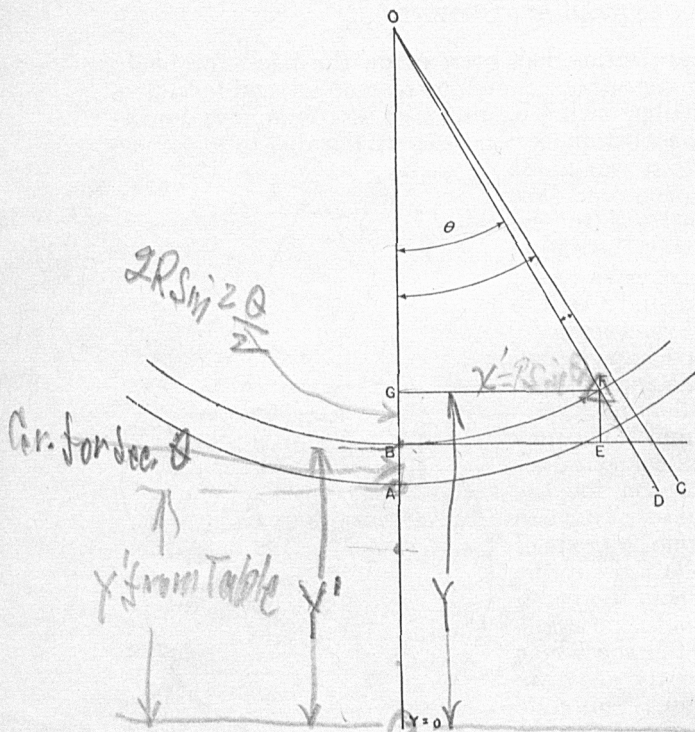 O
θ
2R Sin² θ/2
G
x' = R Sin θ
F
Cor. for Sec. θ
B
E
A
D
C
Y' from Table
Y'
Y
Y = 0